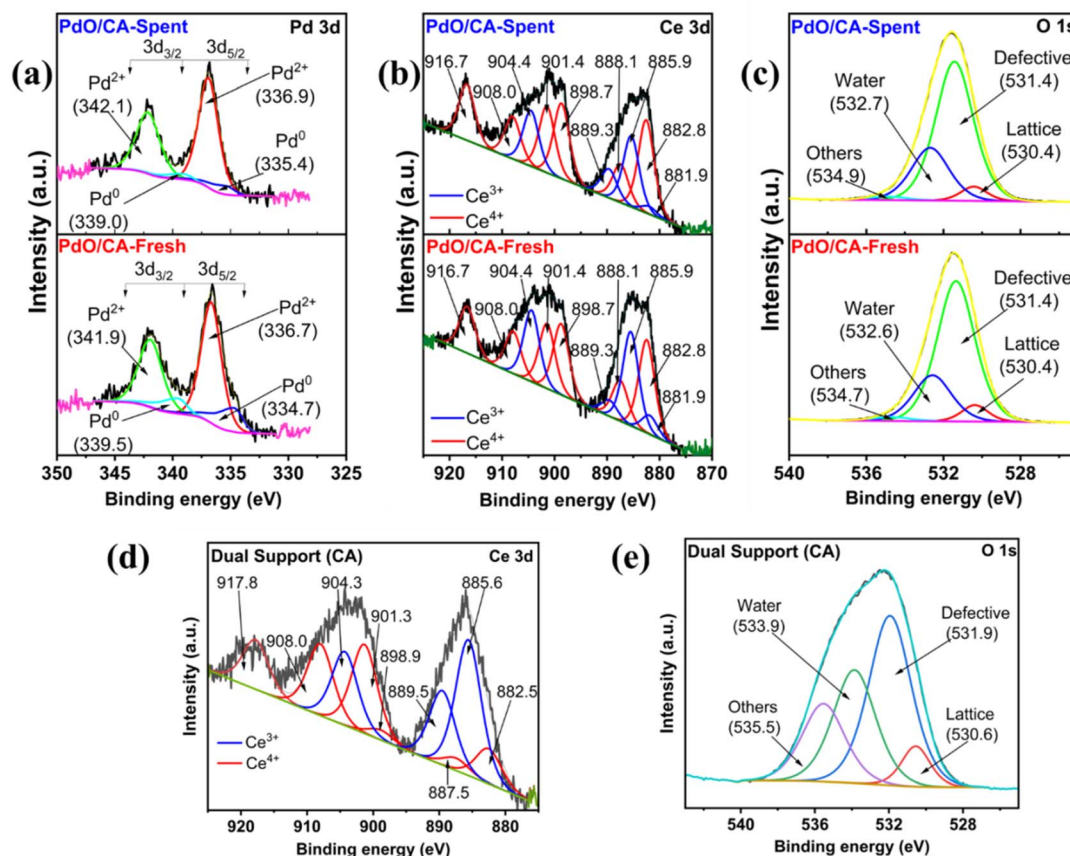 (a)
PdO/CA-Spent
Pd 3d
3d3/2
3d5/2
Pd2+
(342.1)
Pd2+
(336.9)
Pd0
(335.4)
Pd0
(339.0)
PdO/CA-Fresh
3d3/2
3d5/2
Pd2+
(341.9)
Pd2+
(336.7)
Pd0
(334.7)
Pd0
(339.5)
Intensity (a.u.)
350 345 340 335 330 325
Binding energy (eV)
(b)
PdO/CA-Spent
Ce 3d
916.7
904.4
901.4
888.1
885.9
908.0
898.7
889.3
882.8
881.9
Ce3+
Ce4+
PdO/CA-Fresh
916.7
904.4
901.4
888.1
885.9
908.0
898.7
889.3
882.8
881.9
Ce3+
Ce4+
Intensity (a.u.)
920 910 900 890 880 870
Binding energy (eV)
(c)
PdO/CA-Spent
O 1s
Water
(532.7)
Defective
(531.4)
Lattice
(530.4)
Others
(534.9)
PdO/CA-Fresh
Water
(532.6)
Defective
(531.4)
Lattice
(530.4)
Others
(534.7)
Intensity (a.u.)
540 535 530 525
Binding energy (eV)
(d)
Dual Support (CA)
Ce 3d
917.8
904.3
885.6
908.0
901.3
898.9
889.5
882.5
887.5
Ce3+
Ce4+
Intensity (a.u.)
920 910 900 890 880
Binding energy (eV)
(e)
Dual Support (CA)
O 1s
Water
(533.9)
Defective
(531.9)
Others
(535.5)
Lattice
(530.6)
Intensity (a.u.)
540 536 532 528
Binding energy (eV)